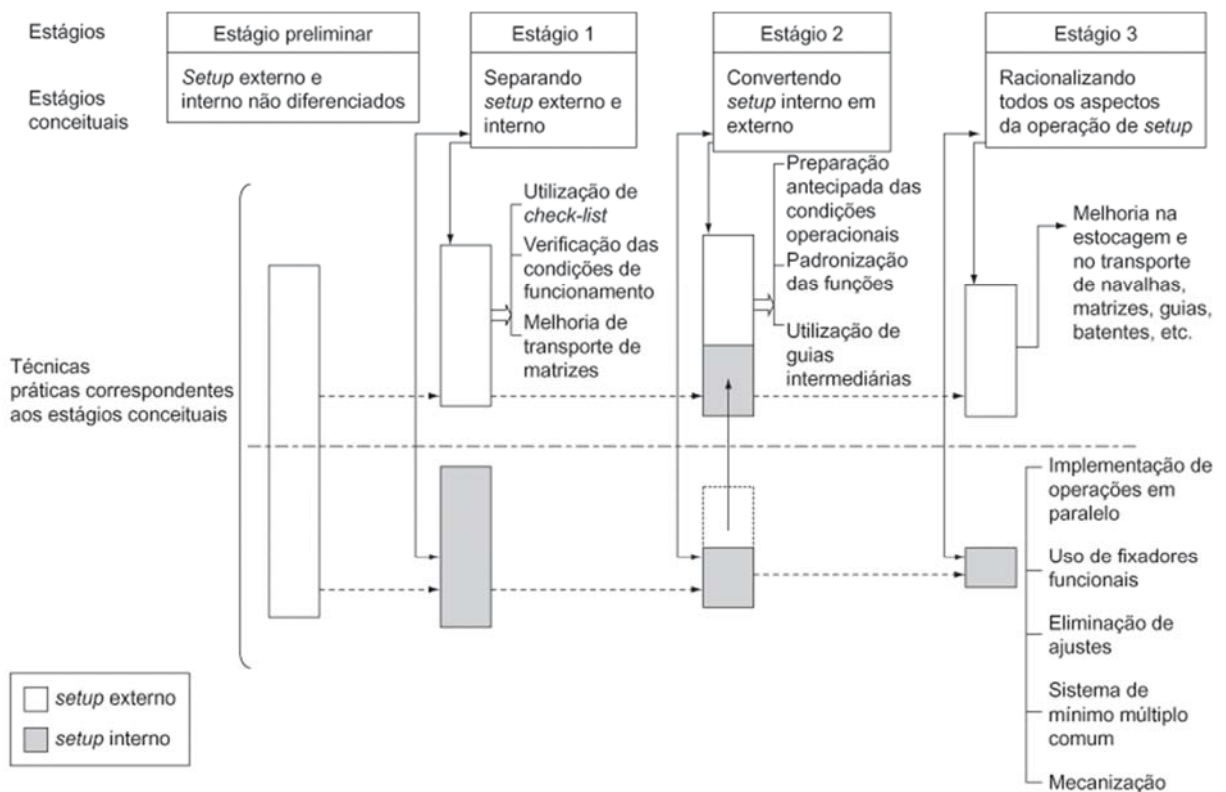 Estágios
Estágio preliminar
Estágio 1
Estágio 2
Estágio 3
Estágios
conceituais
Setup externo e
interno não diferenciados
Separando
setup externo e
interno
Convertendo
setup interno em
externo
Racionalizando
todos os aspectos
da operação de setup
Utilização de
check-list
Verificação das
condições de
funcionamento
Melhoria de
transporte de
matrizes
Preparação
antecipada das
condições
operacionais
Padronização
das funções
Utilização de
guias
intermediárias
Melhoria na
estocagem e
no transporte
de navalhas,
matrizes, guias,
batentes, etc.
Técnicas
práticas correspondentes
aos estágios conceituais
Implementação de
operações em
paralelo
Uso de fixadores
funcionais
Eliminação de
ajustes
Sistema de
mínimo múltiplo
comum
Mecanização
setup externo
setup interno